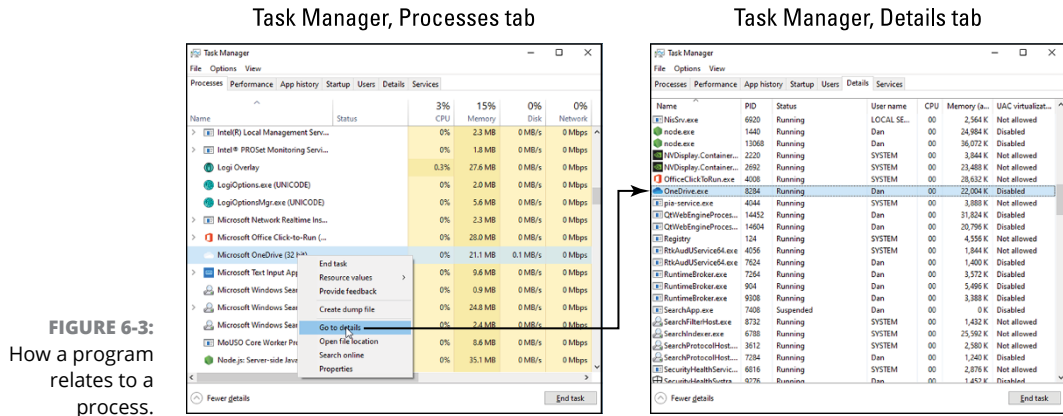 Task Manager, Processes tab
Task Manager, Details tab
Task Manager
File Options View
Processes Performance App history Startup Users Details Services
3% 15% 0% 0%
Name Status CPU Memory Disk Network
Intel(R) Local Management Serv... 0% 2.3 MB 0 MB/s 0 Mbps
Intel® PROSet Monitoring Servi... 0% 1.8 MB 0 MB/s 0 Mbps
Logi Overlay 0.3% 27.6 MB 0 MB/s 0 Mbps
LogiOptions.exe (UNICODE) 0% 2.0 MB 0 MB/s 0 Mbps
LogiOptionsMgr.exe (UNICODE) 0% 5.6 MB 0 MB/s 0 Mbps
Microsoft Network Realtime Ins... 0% 2.3 MB 0 MB/s 0 Mbps
Microsoft Office Click-to-Run (... 0% 28.0 MB 0 MB/s 0 Mbps
Microsoft OneDrive (32 bit) 0% 21.1 MB 0.1 MB/s 0 Mbps
Microsoft Text Input App 0% 9.6 MB 0 MB/s 0 Mbps
Microsoft Windows Sear 0% 0.9 MB 0 MB/s 0 Mbps
Microsoft Windows Sear 0% 24.8 MB 0 MB/s 0 Mbps
Microsoft Windows Sear 0% 2.4 MB 0 MB/s 0 Mbps
MoUSO Core Worker Pr 0% 8.6 MB 0 MB/s 0 Mbps
Node.js: Server-side Java 0% 35.1 MB 0 MB/s 0 Mbps
End task
Resource values
Provide feedback
Create dump file
Go to details
Open file location
Search online
Properties
Fewer details
End task
Task Manager
File Options View
Processes Performance App history Startup Users Details Services
Name PID Status User name CPU Memory (a... UAC virtualizat...
NisSrv.exe 6920 Running LOCAL SE... 00 2,564 K Not allowed
node.exe 1440 Running Dan 00 24,984 K Disabled
node.exe 13068 Running Dan 00 36,072 K Disabled
NVDisplay.Container... 2220 Running SYSTEM 00 3,844 K Not allowed
NVDisplay.Container... 2692 Running SYSTEM 00 23,488 K Not allowed
OfficeClickToRun.exe 4008 Running SYSTEM 00 28,632 K Not allowed
OneDrive.exe 8284 Running Dan 00 22,004 K Disabled
pia-service.exe 4044 Running SYSTEM 00 3,888 K Not allowed
QtWebEngineProces... 14452 Running Dan 00 31,824 K Disabled
QtWebEngineProces... 14604 Running Dan 00 20,796 K Disabled
Registry 124 Running SYSTEM 00 4,556 K Not allowed
RtkAudUService64.exe 4056 Running SYSTEM 00 1,844 K Not allowed
RtkAudUService64.exe 7624 Running Dan 00 1,400 K Disabled
RuntimeBroker.exe 7264 Running Dan 00 3,572 K Disabled
RuntimeBroker.exe 904 Running Dan 00 5,496 K Disabled
RuntimeBroker.exe 9308 Running Dan 00 3,388 K Disabled
SearchApp.exe 7408 Suspended Dan 00 0 K Disabled
SearchFilterHost.exe 8732 Running SYSTEM 00 1,432 K Not allowed
SearchIndexer.exe 6788 Running SYSTEM 00 25,592 K Not allowed
SearchProtocolHost.... 3612 Running SYSTEM 00 2,580 K Not allowed
SearchProtocolHost.... 7284 Running Dan 00 1,240 K Disabled
SecurityHealthServic... 6816 Running SYSTEM 00 2,876 K Not allowed
SecurityHealthSystra... 9276 Running Dan 00 1,452 K Disabled
Fewer details
End task
FIGURE 6-3:
How a program
relates to a
process.